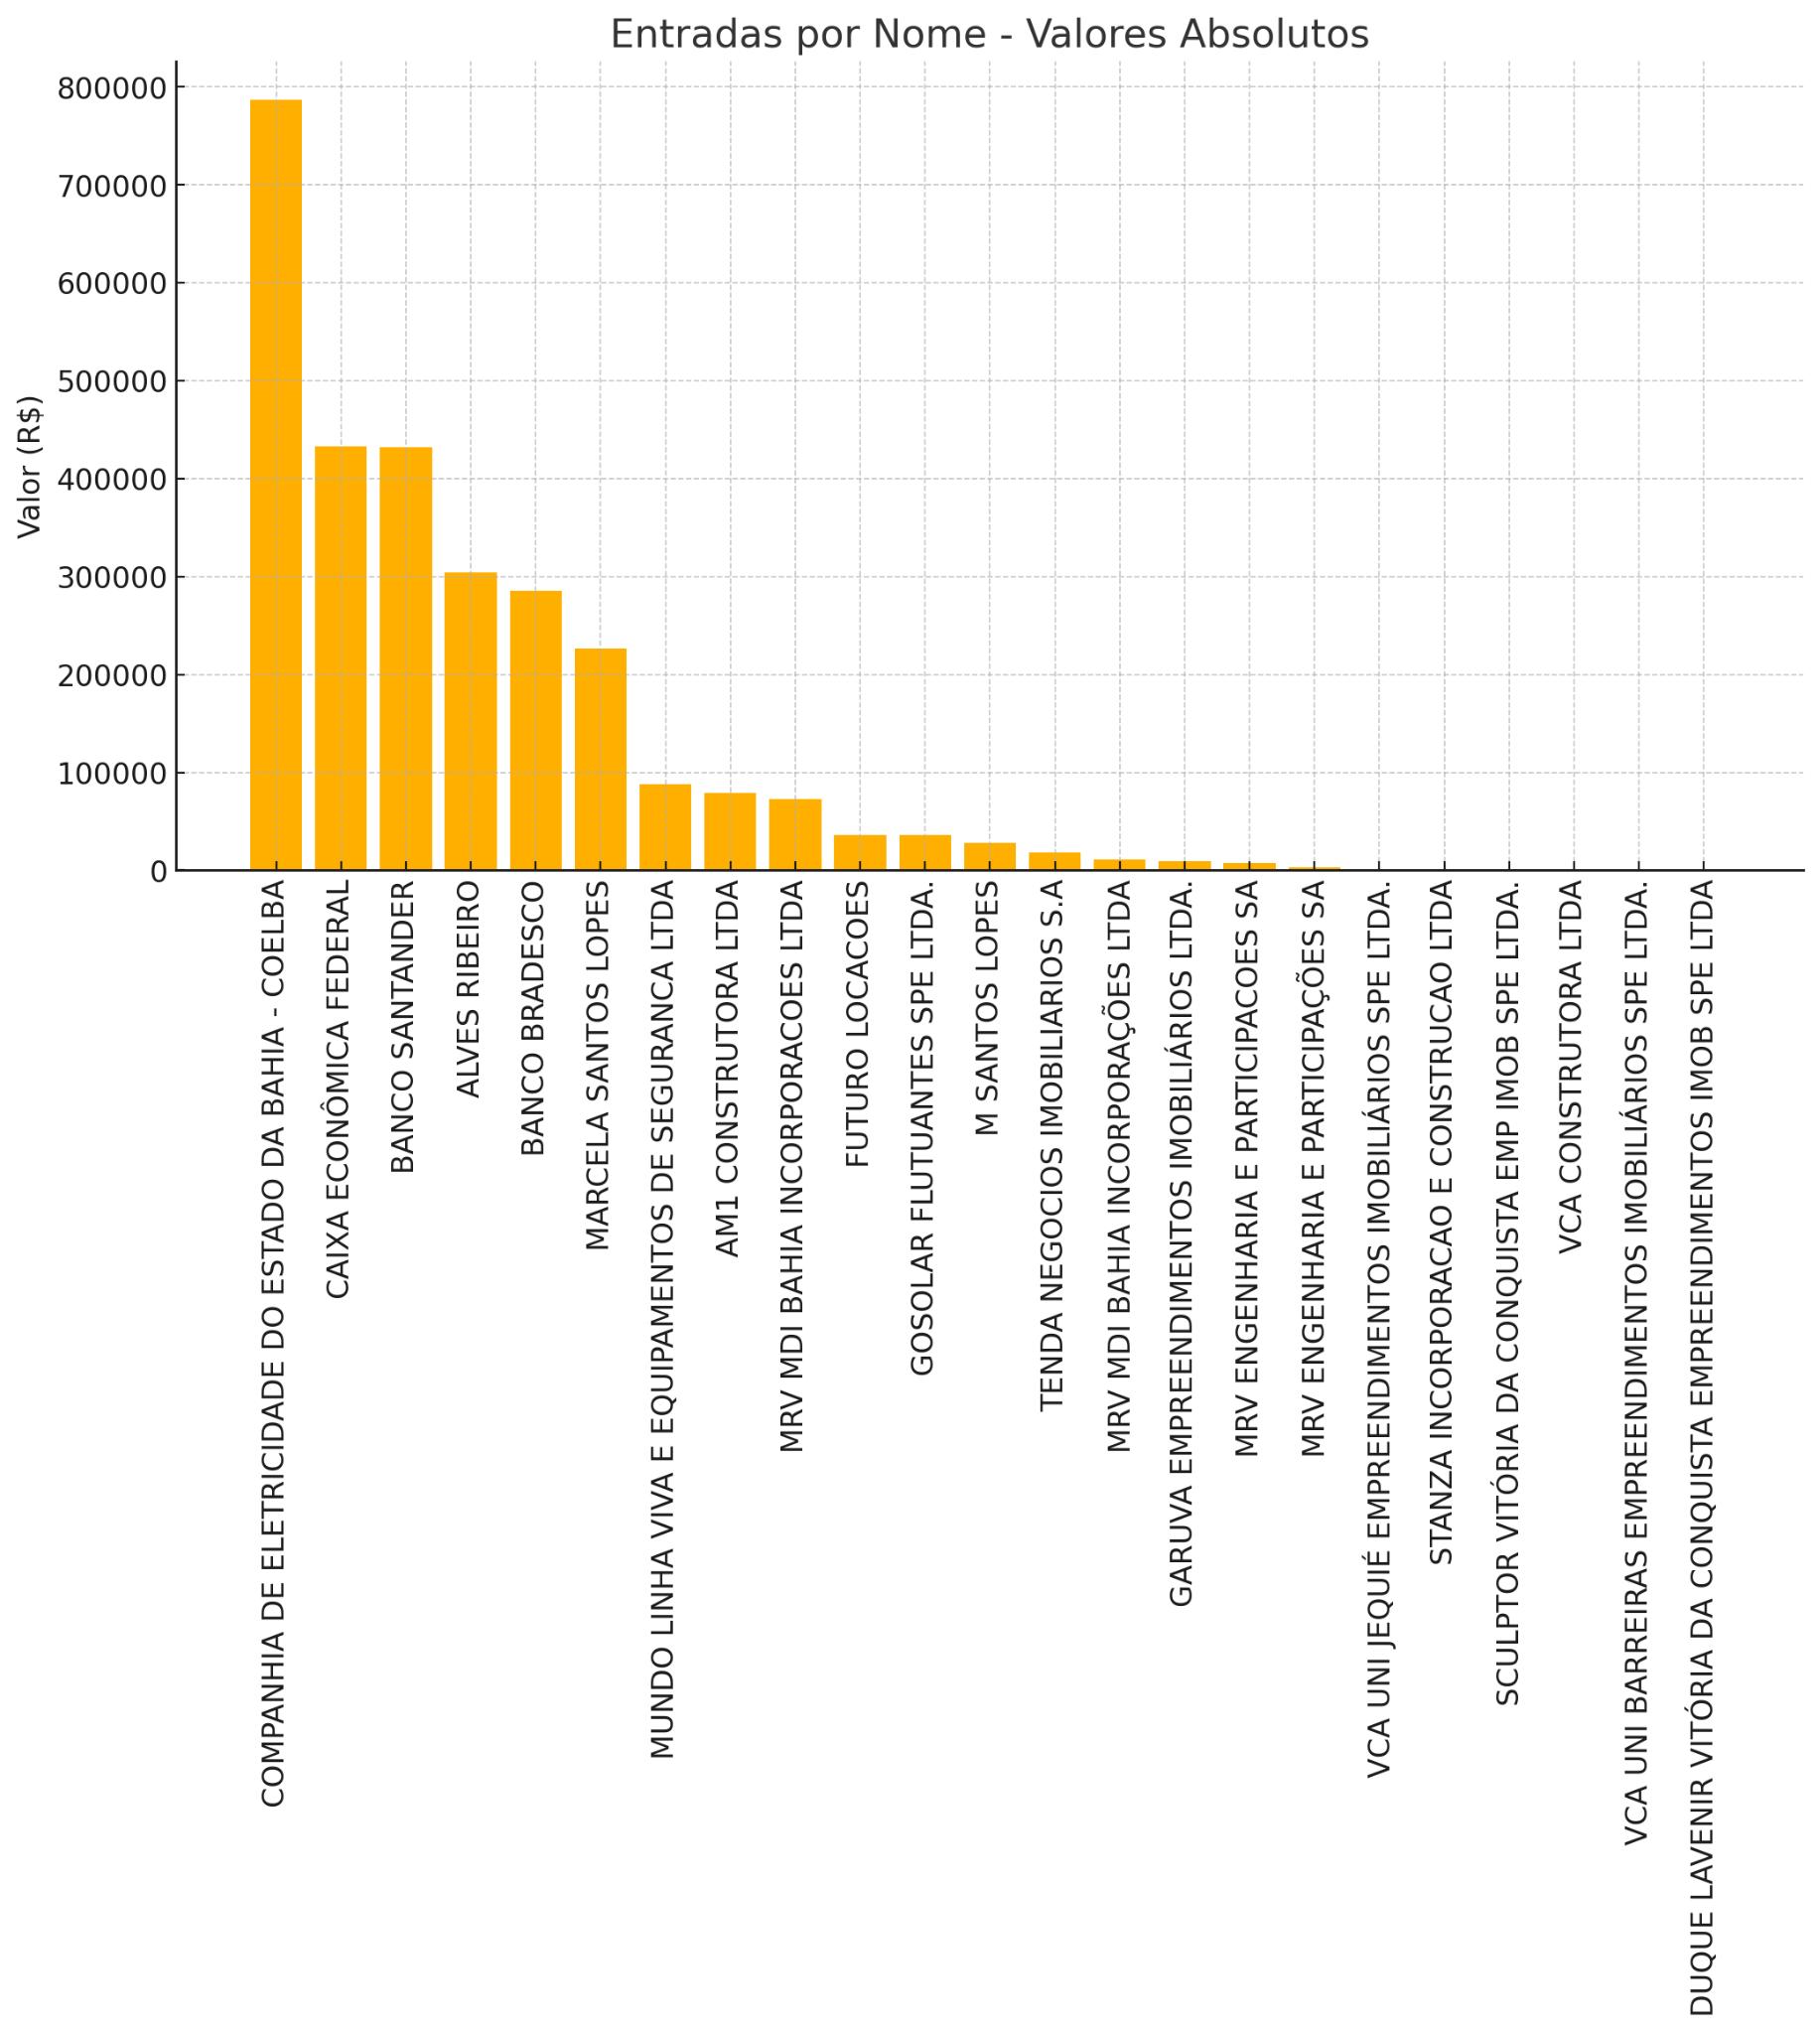 Entradas por Nome - Valores Absolutos
Valor (R$)
800000
700000
600000
500000
400000
300000
200000
100000
0
COMPANHIA DE ELETRICIDADE DO ESTADO DA BAHIA - COELBA
CAIXA ECONÔMICA FEDERAL
BANCO SANTANDER
ALVES RIBEIRO
BANCO BRADESCO
MARCELA SANTOS LOPES
MUNDO LINHA VIVA E EQUIPAMENTOS DE SEGURANCA LTDA
AM1 CONSTRUTORA LTDA
MRV MDI BAHIA INCORPORACOES LTDA
FUTURO LOCACOES
GOSOLAR FLUTUANTES SPE LTDA.
M SANTOS LOPES
TENDA NEGOCIOS IMOBILIARIOS S.A
MRV MDI BAHIA INCORPORAÇÕES LTDA
GARUVA EMPREENDIMENTOS IMOBILIÁRIOS LTDA.
MRV ENGENHARIA E PARTICIPACOES SA
MRV ENGENHARIA E PARTICIPAÇÕES SA
VCA UNI JEQUIÉ EMPREENDIMENTOS IMOBILIÁRIOS SPE LTDA.
STANZA INCORPORACAO E CONSTRUCAO LTDA
SCULPTOR VITÓRIA DA CONQUISTA EMP IMOB SPE LTDA.
VCA CONSTRUTORA LTDA
VCA UNI BARREIRAS EMPREENDIMENTOS IMOBILIÁRIOS SPE LTDA.
DUQUE LAVENIR VITÓRIA DA CONQUISTA EMPREENDIMENTOS IMOB SPE LTDA